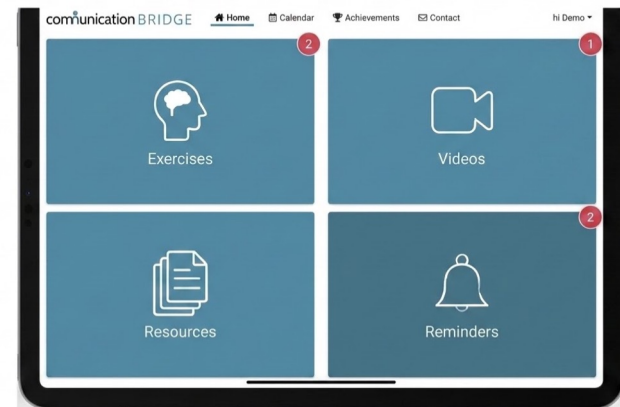 communication BRIDGE Home Calendar Achievements Contact hi Demo
2
1
Exercises
Videos
2
Resources
Reminders